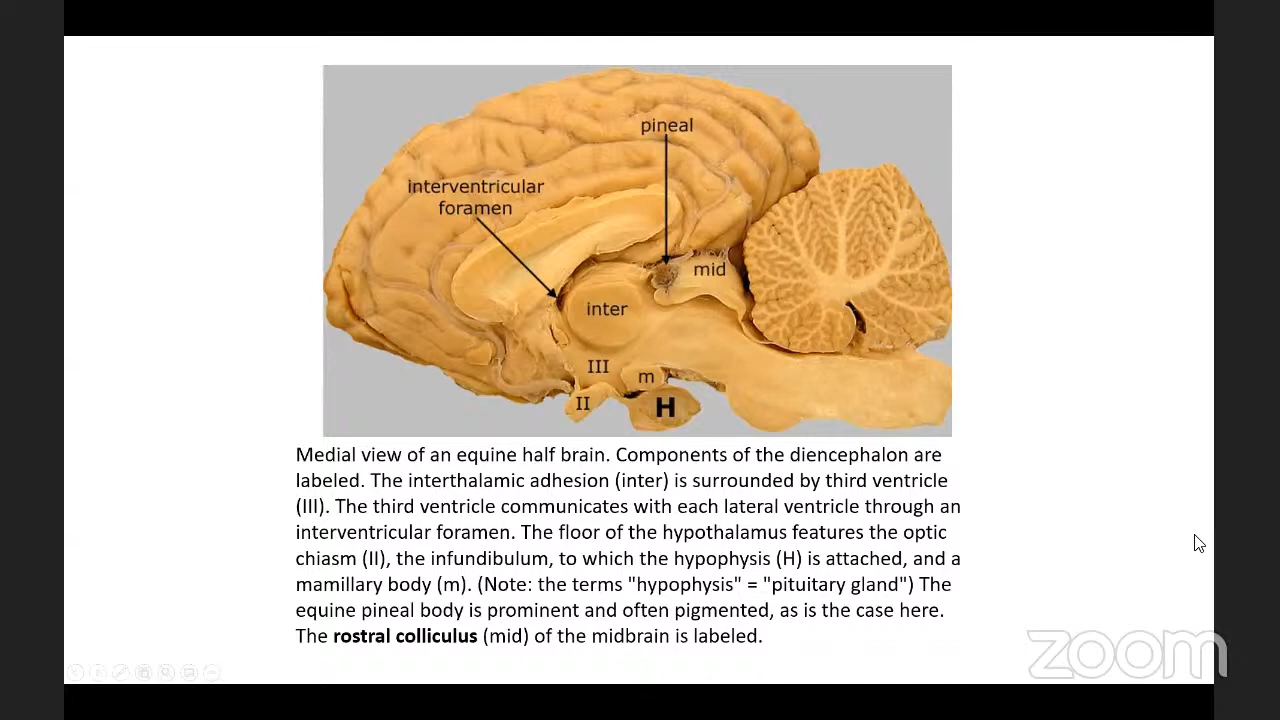 pineal
interventricular
foramen
mid
inter
III
m
II
H
Medial view of an equine half brain. Components of the diencephalon are
labeled. The interthalamic adhesion (inter) is surrounded by third ventricle
(III). The third ventricle communicates with each lateral ventricle through an
interventricular foramen. The floor of the hypothalamus features the optic
chiasm (II), the infundibulum, to which the hypophysis (H) is attached, and a
mamillary body (m). (Note: the terms "hypophysis" = "pituitary gland") The
equine pineal body is prominent and often pigmented, as is the case here.
The rostral colliculus (mid) of the midbrain is labeled.
zoom